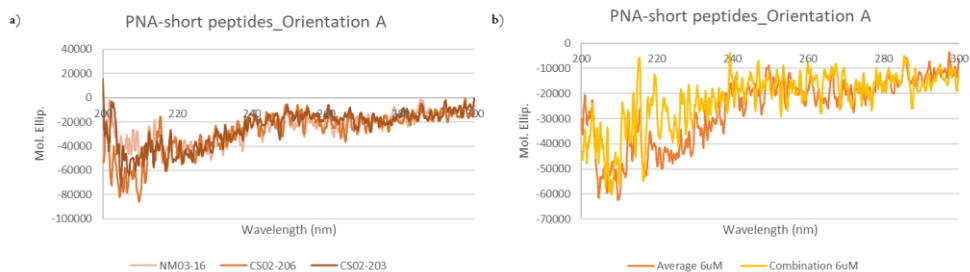 a)
PNA-short peptides_Orientation A
40000
20000
0
-20000
-40000
-60000
-80000
-100000
200 220 240 260 280 300
Mol. Ellip.
Wavelength (nm)
NM03-16 CS02-206 CS02-203
b)
PNA-short peptides_Orientation A
0
-10000
-20000
-30000
-40000
-50000
-60000
-70000
200 220 240 260 280 300
Mol. Ellip.
Wavelength (nm)
Average 6uM Combination 6uM